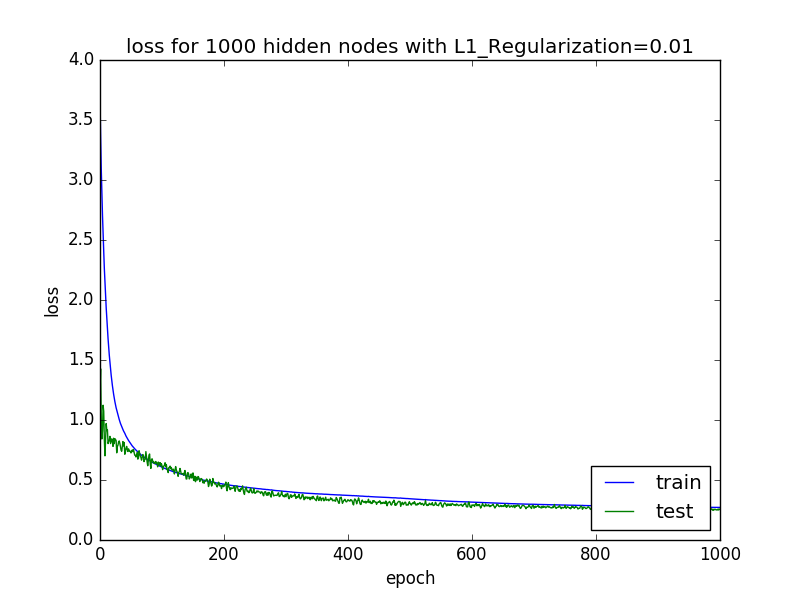 loss for 1000 hidden nodes with L1_Regularization=0.01
4.0
3.5
3.0
2.5
2.0
1.5
1.0
0.5
0.0
loss
train
test
0 200 400 600 800 1000
epoch